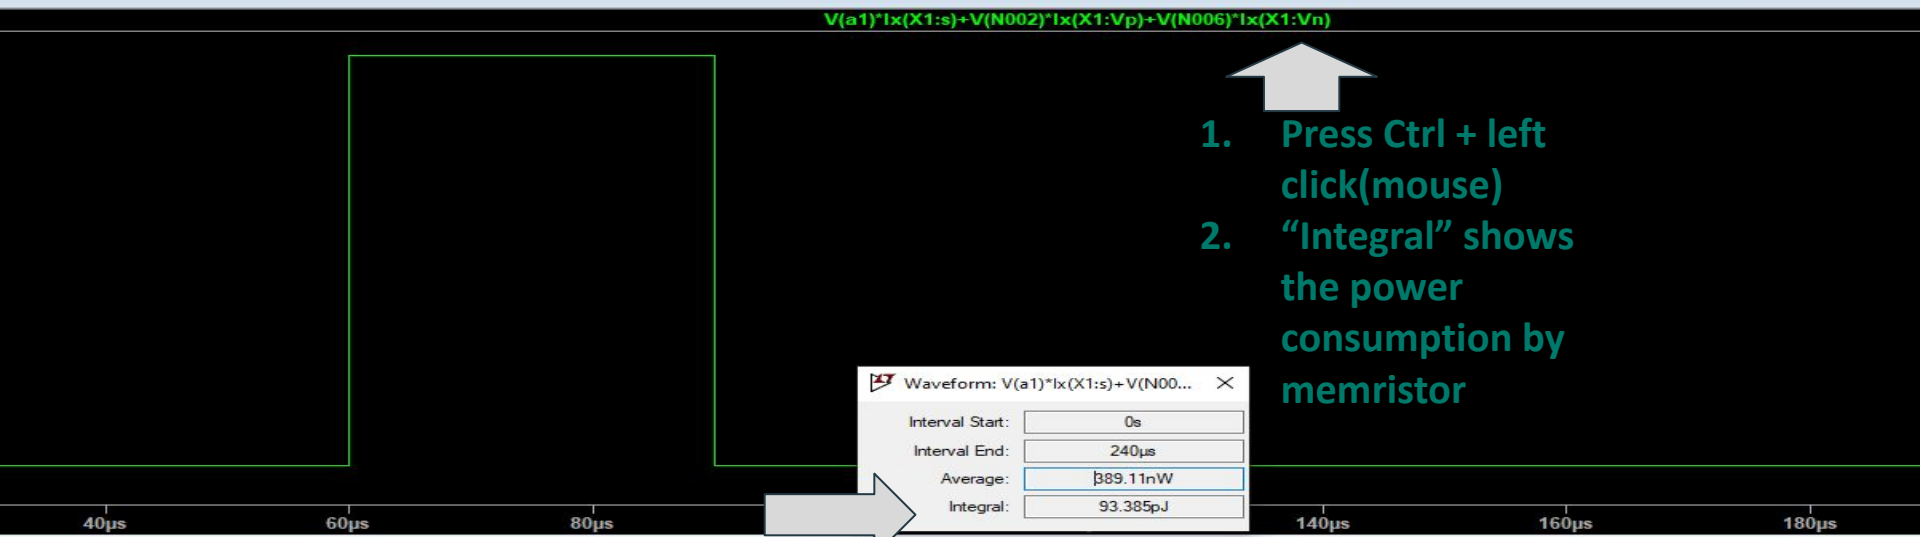 V(a1)*Ix(X1:s)+V(N002)*Ix(X1:Vp)+V(N006)*Ix(X1:Vn)
1. Press Ctrl + left
click(mouse)
2. “Integral” shows
the power
consumption by
memristor
Waveform: V(a1)*Ix(X1:s)+V(N00...
Interval Start: 0s
Interval End: 240µs
Average: 389.11nW
Integral: 93.385pJ
40µs 60µs 80µs 140µs 160µs 180µs